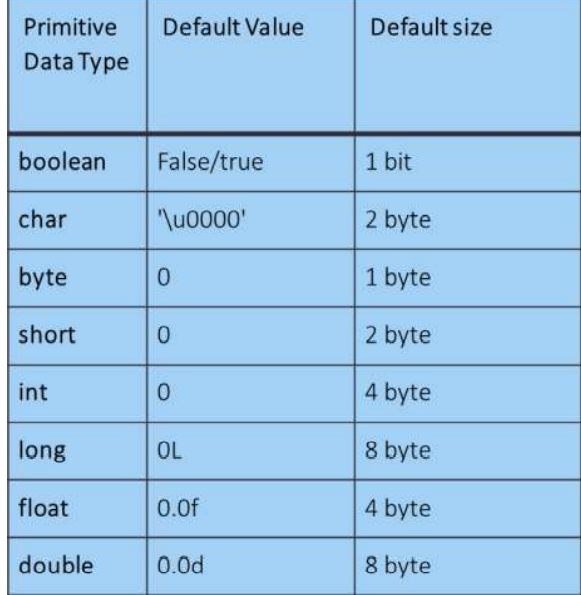 Primitive Default Value Default size
Data Type
boolean False/true 1 bit
char '\u0000' 2 byte
byte 0 1 byte
short 0 2 byte
int 0 4 byte
long 0L 8 byte
float 0.0f 4 byte
double 0.0d 8 byte